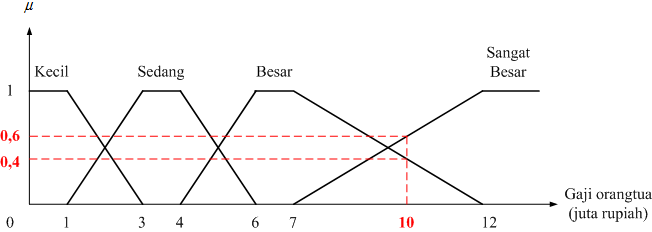 μ
Kecil
Sedang
Besar
Sangat
Besar
1
0,6
0,4
Gaji orangtua
(juta rupiah)
0
1
3
4
6
7
10
12